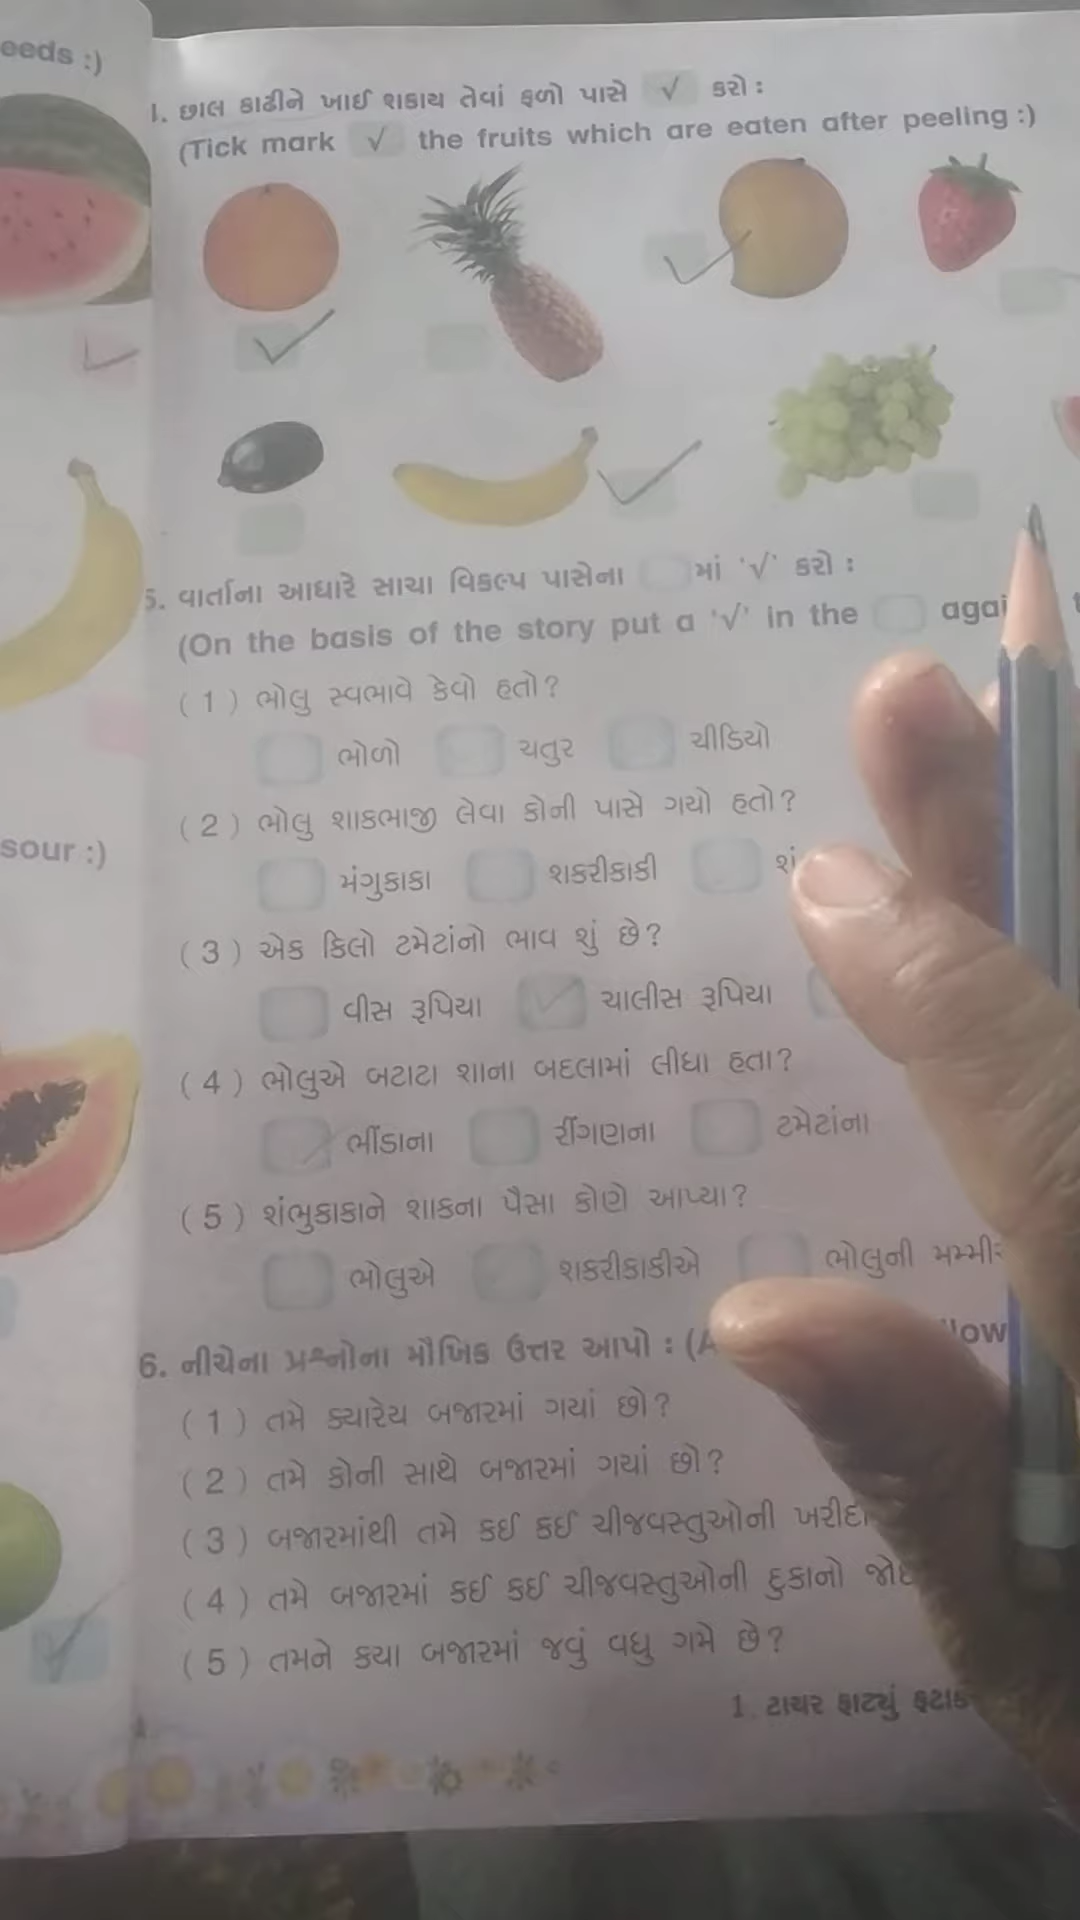 eeds :)
sour :)
છાલ કાઢીને ખાઈ શકાય તેવાં ફળો પાસે √ કરો :
(Tick mark √ the fruits which are eaten after peeling :)
5. વાર્તાના આધારે સાચા વિકલ્પ પાસેના માં '√' કરો :
(On the basis of the story put a '√' in the agai
( 1 ) ભોલુ સ્વભાવે કેવો હતો?
ભોળો ચતુર ચીડિયો
( 2 ) ભોલુ શાકભાજી લેવા કોની પાસે ગયો હતો?
મંગુકાકા શકરીકાકી શં
( 3 ) એક કિલો ટમેટાંનો ભાવ શું છે?
વીસ રૂપિયા ચાલીસ રૂપિયા
( 4 ) ભોલુએ બટાટા શાના બદલામાં લીધા હતા?
ભીંડાના રીંગણના ટમેટાંના
( 5 ) શંભુકાકાને શાકના પૈસા કોણે આપ્યા?
ભોલુએ શકરીકાકીએ ભોલુની મમ્મીએ
6. નીચેના પ્રશ્નોના મૌખિક ઉત્તર આપો : (A llow
( 1 ) તમે ક્યારેય બજારમાં ગયાં છો?
( 2 ) તમે કોની સાથે બજારમાં ગયાં છો?
( 3 ) બજારમાંથી તમે કઈ કઈ ચીજવસ્તુઓની ખરીદી
( 4 ) તમે બજારમાં કઈ કઈ ચીજવસ્તુઓની દુકાનો જોઈ
( 5 ) તમને કયા બજારમાં જવું વધુ ગમે છે?
1. ટાયર ફાટ્યું ફટાક